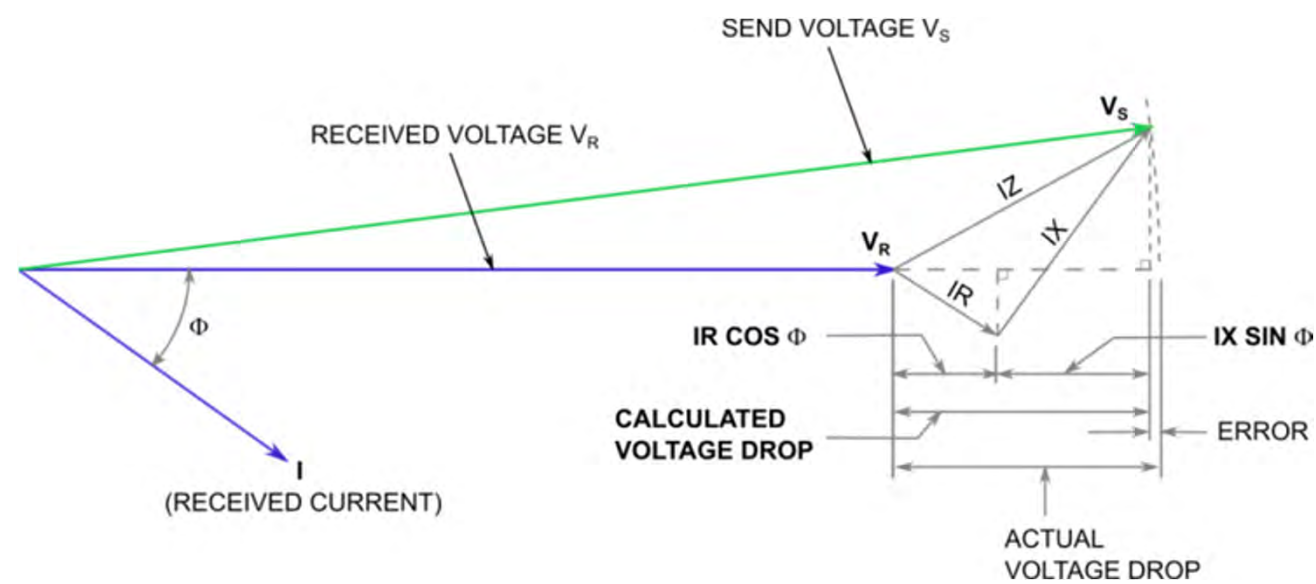 SEND VOLTAGE VS
VS
RECEIVED VOLTAGE VR
IZ
IX
VR
IR
Φ
IR COS Φ
IX SIN Φ
CALCULATED
VOLTAGE DROP
ERROR
I
(RECEIVED CURRENT)
ACTUAL
VOLTAGE DROP